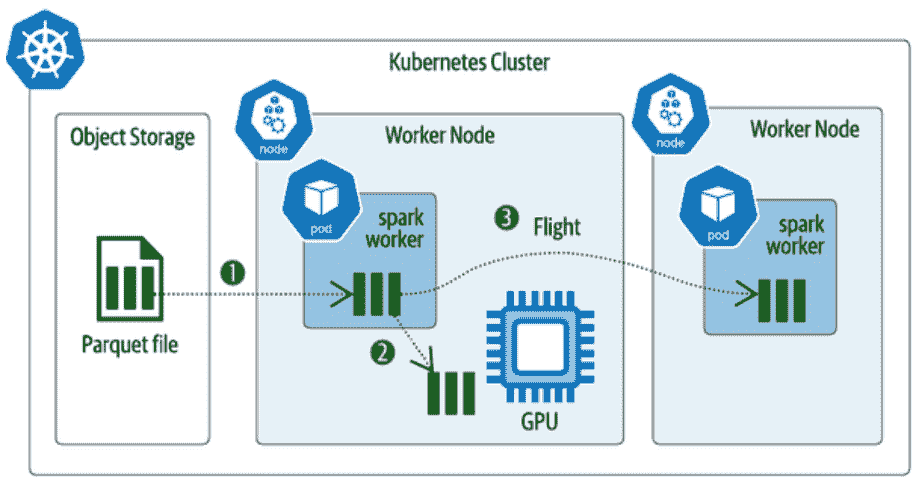 Kubernetes Cluster
Object Storage
Parquet file
1
node
Worker Node
pod
spark
worker
2
GPU
3
Flight
node
Worker Node
pod
spark
worker